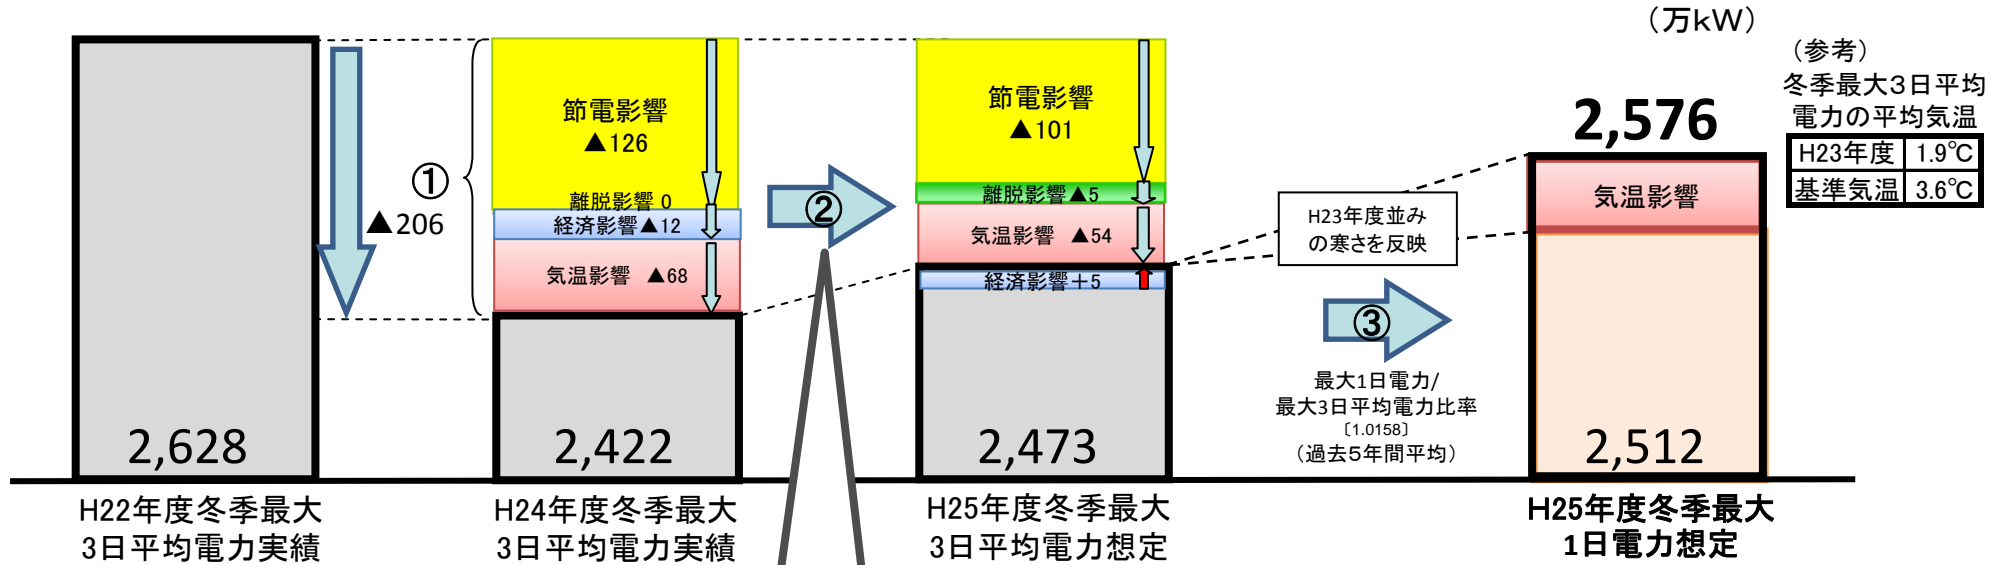 （万kW）
（参考）
冬季最大3日平均
電力の平均気温
H23年度 1.9℃
基準気温 3.6℃
①
▲206
節電影響
▲126
離脱影響 0
経済影響▲12
気温影響 ▲68
②
節電影響
▲101
離脱影響▲5
気温影響 ▲54
経済影響＋5
H23年度並み
の寒さを反映
③
最大1日電力/
最大3日平均電力比率
〔1.0158〕
（過去5年間平均）
2,576
気温影響
2,628
2,422
2,473
2,512
H22年度冬季最大
3日平均電力実績
H24年度冬季最大
3日平均電力実績
H25年度冬季最大
3日平均電力想定
H25年度冬季最大
1日電力想定